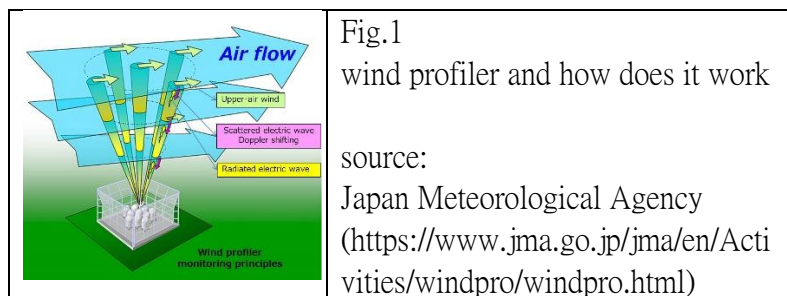 Air flow
Upper-air wind
Scattered electric wave
Doppler shifting
Radiated electric wave
Wind profiler
monitoring principles
Fig.1
wind profiler and how does it work
source:
Japan Meteorological Agency
(https://www.jma.go.jp/jma/en/Acti
vities/windpro/windpro.html)